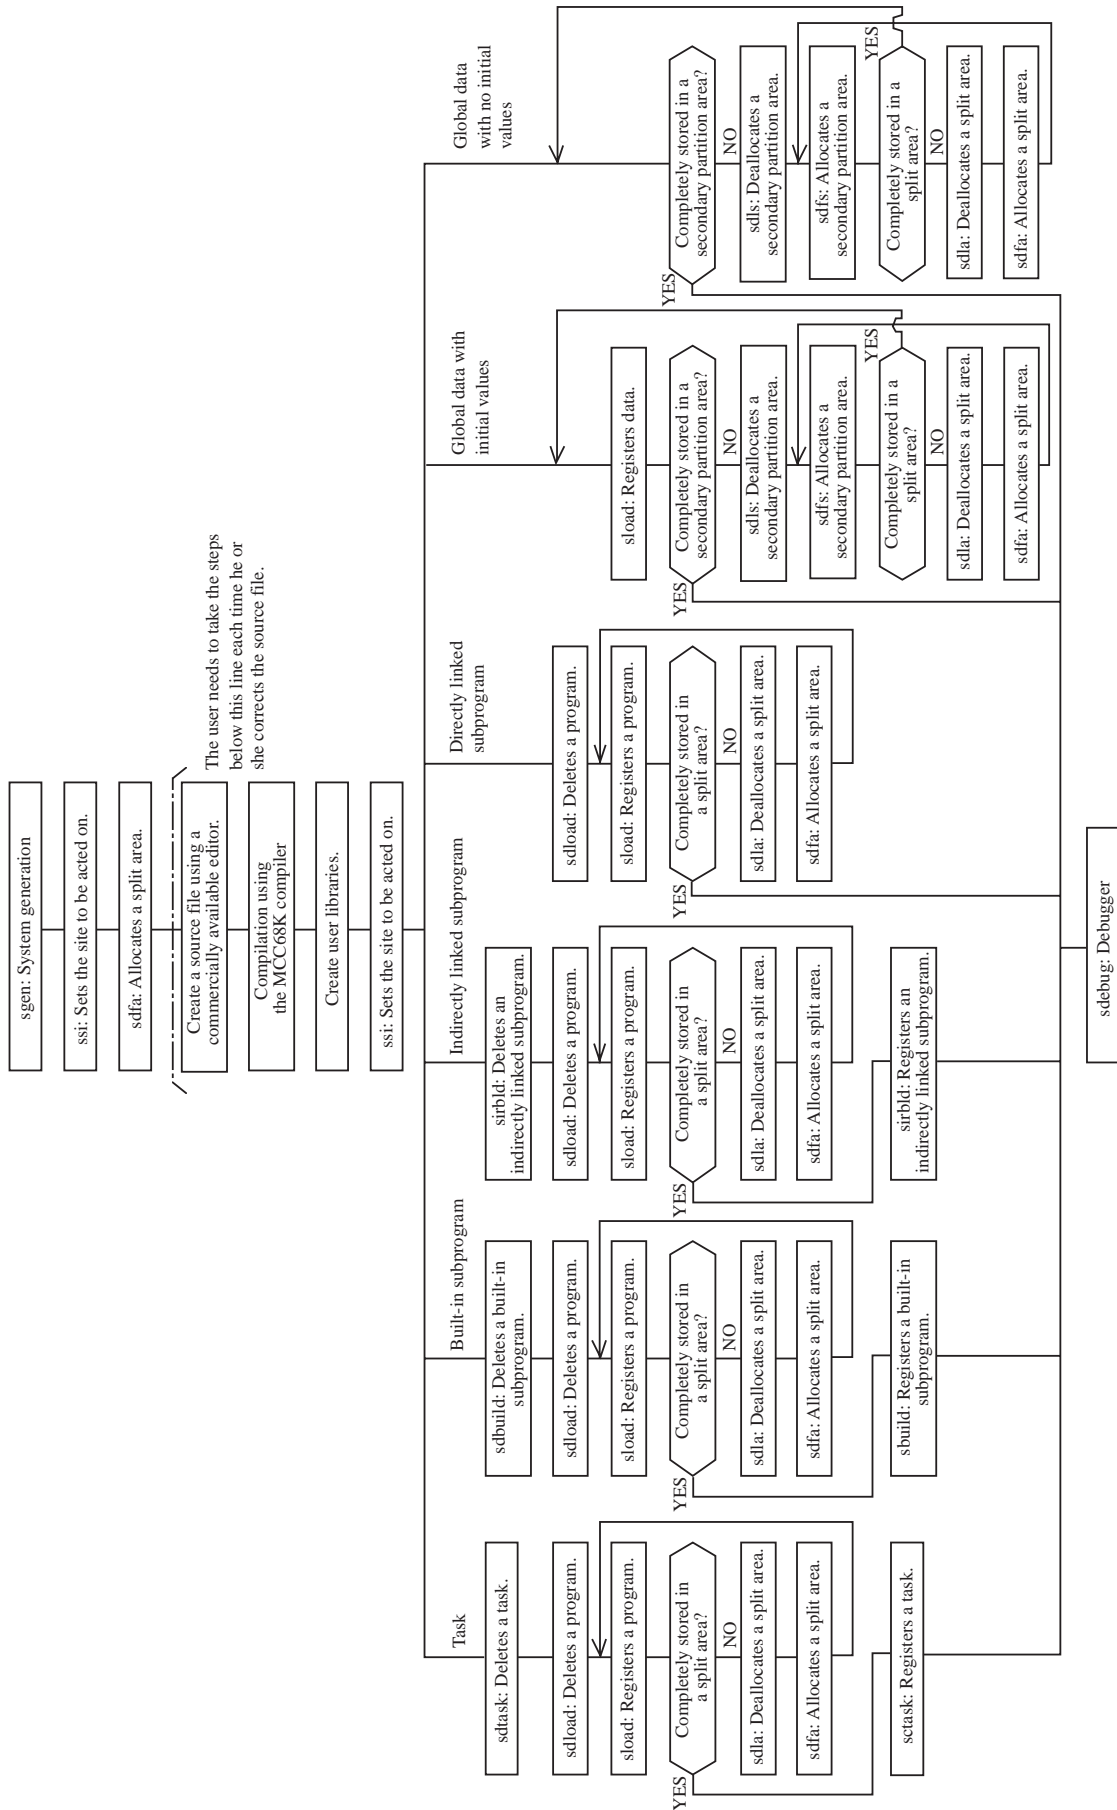 sgen: System generation
ssi: Sets the site to be acted on.
sdfa: Allocates a split area.
The user needs to take the steps
below this line each time he or
she corrects the source file.
Create a source file using a
commercially available editor.
Compilation using
the MCC68K compiler
Create user libraries.
ssi: Sets the site to be acted on.
Task
sdtask: Deletes a task.
sdload: Deletes a program.
sload: Registers a program.
Completely stored in
a split area?
YES
NO
sdla: Deallocates a split area.
sdfa: Allocates a split area.
sctask: Registers a task.
Built-in subprogram
sdbuild: Deletes a built-in
subprogram.
sdload: Deletes a program.
sload: Registers a program.
Completely stored in
a split area?
YES
NO
sdla: Deallocates a split area.
sdfa: Allocates a split area.
sbuild: Registers a built-in
subprogram.
Indirectly linked subprogram
sirbld: Deletes an
indirectly linked subprogram.
sdload: Deletes a program.
sload: Registers a program.
Completely stored in
a split area?
YES
NO
sdla: Deallocates a split area.
sdfa: Allocates a split area.
sirbld: Registers an
indirectly linked subprogram.
Directly linked
subprogram
sdload: Deletes a program.
sload: Registers a program.
Completely stored in
a split area?
YES
NO
sdla: Deallocates a split area.
sdfa: Allocates a split area.
Global data with
initial values
sload: Registers data.
Completely stored in a
secondary partition area?
YES
NO
sdls: Deallocates a
secondary partition area.
sdfs: Allocates a
secondary partition area.
Completely stored in a
split area?
YES
NO
sdla: Deallocates a split area.
sdfa: Allocates a split area.
Global data
with no initial
values
Completely stored in a
secondary partition area?
YES
NO
sdls: Deallocates a
secondary partition area.
sdfs: Allocates a
secondary partition area.
Completely stored in a
split area?
YES
NO
sdla: Deallocates a split area.
sdfa: Allocates a split area.
sdebug: Debugger